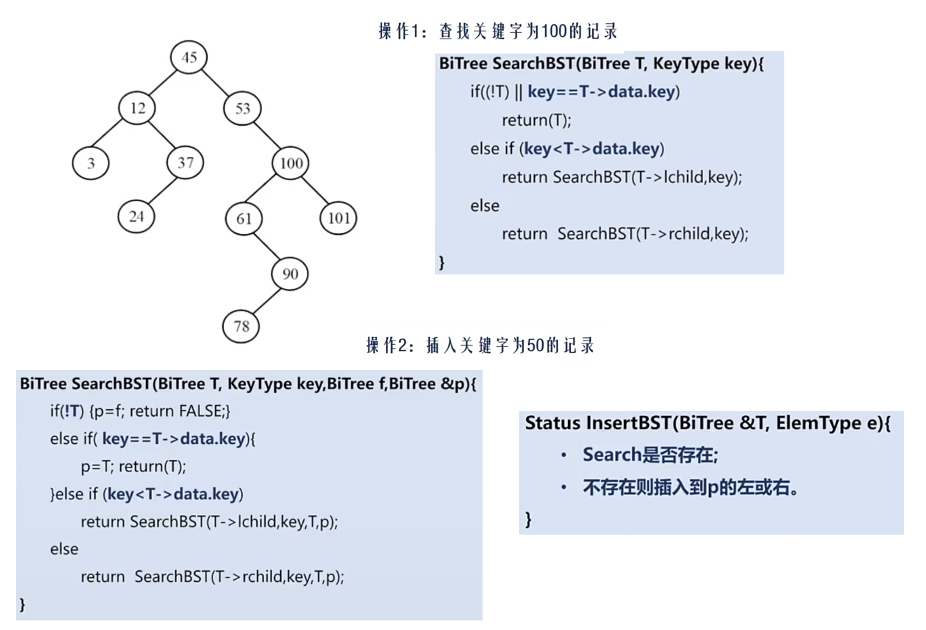 操作1：查找关键字为100的记录
45
12
53
3
37
100
24
61
101
90
78
BiTree SearchBST(BiTree T, KeyType key){
if((!T) || key==T->data.key)
return(T);
else if (key<T->data.key)
return SearchBST(T->lchild,key);
else
return SearchBST(T->rchild,key);
}
操作2：插入关键字为50的记录
BiTree SearchBST(BiTree T, KeyType key,BiTree f,BiTree &p){
if(!T) {p=f; return FALSE;}
else if( key==T->data.key){
p=T; return(T);
}else if (key<T->data.key)
return SearchBST(T->lchild,key,T,p);
else
return SearchBST(T->rchild,key,T,p);
}
Status InsertBST(BiTree &T, ElemType e){
• Search是否存在;
• 不存在则插入到p的左或右。
}